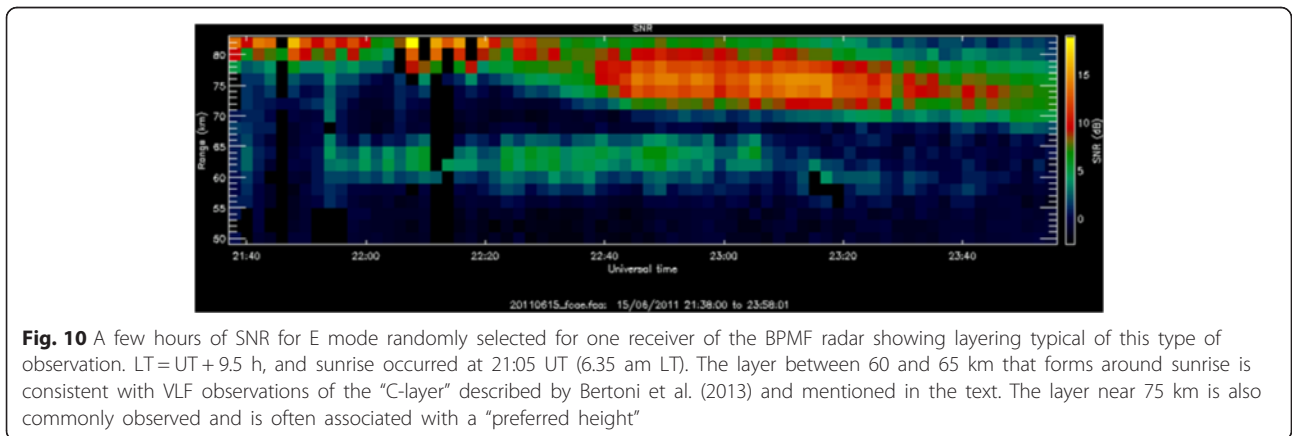 SNR
80
75
70
65
60
55
50
Range (km)
15
10
5
0
SNR (dB)
21:40 22:00 22:20 22:40 23:00 23:20 23:40
Universal time
20110615_fcae.faa: 15/06/2011 21:38:00 to 23:58:01
Fig. 10 A few hours of SNR for E mode randomly selected for one receiver of the BPMF radar showing layering typical of this type of
observation. LT = UT + 9.5 h, and sunrise occurred at 21:05 UT (6.35 am LT). The layer between 60 and 65 km that forms around sunrise is
consistent with VLF observations of the “C-layer” described by Bertoni et al. (2013) and mentioned in the text. The layer near 75 km is also
commonly observed and is often associated with a “preferred height”